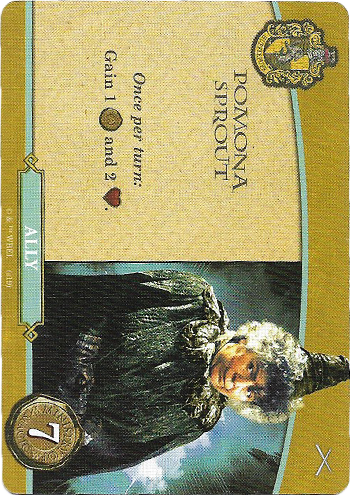 POMONA
SPROUT
Once per turn:
Gain 1 and 2 .
ALLY
7